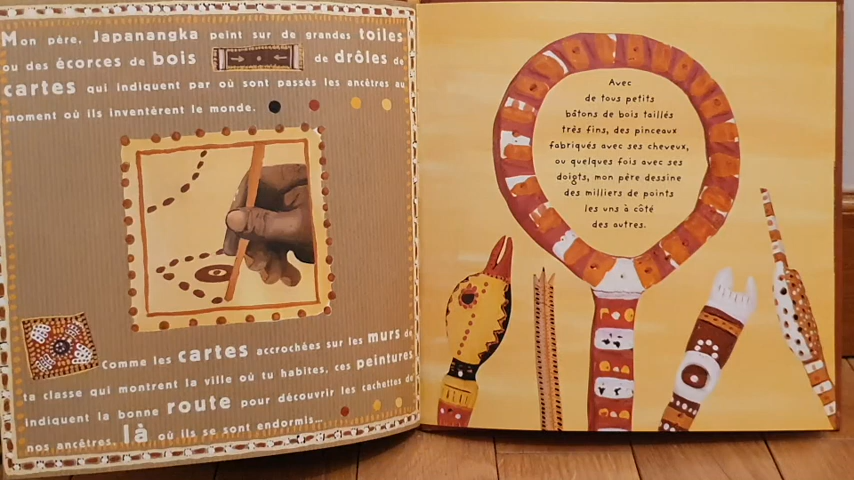 Mon père, Japanangka peint sur de grandes toiles
ou des écorces de bois de drôles de
cartes qui indiquent par où sont passés les ancêtres au
moment où ils inventèrent le monde.
Comme les cartes accrochées sur les murs de
ta classe qui montrent la ville où tu habites, ces peintures
indiquent la bonne route pour découvrir les cachettes de
nos ancêtres, là où ils se sont endormis...
Avec
de tous petits
bâtons de bois taillés
très fins, des pinceaux
fabriqués avec ses cheveux,
ou quelques fois avec ses
doigts, mon père dessine
des milliers de points
les uns à côté
des autres.